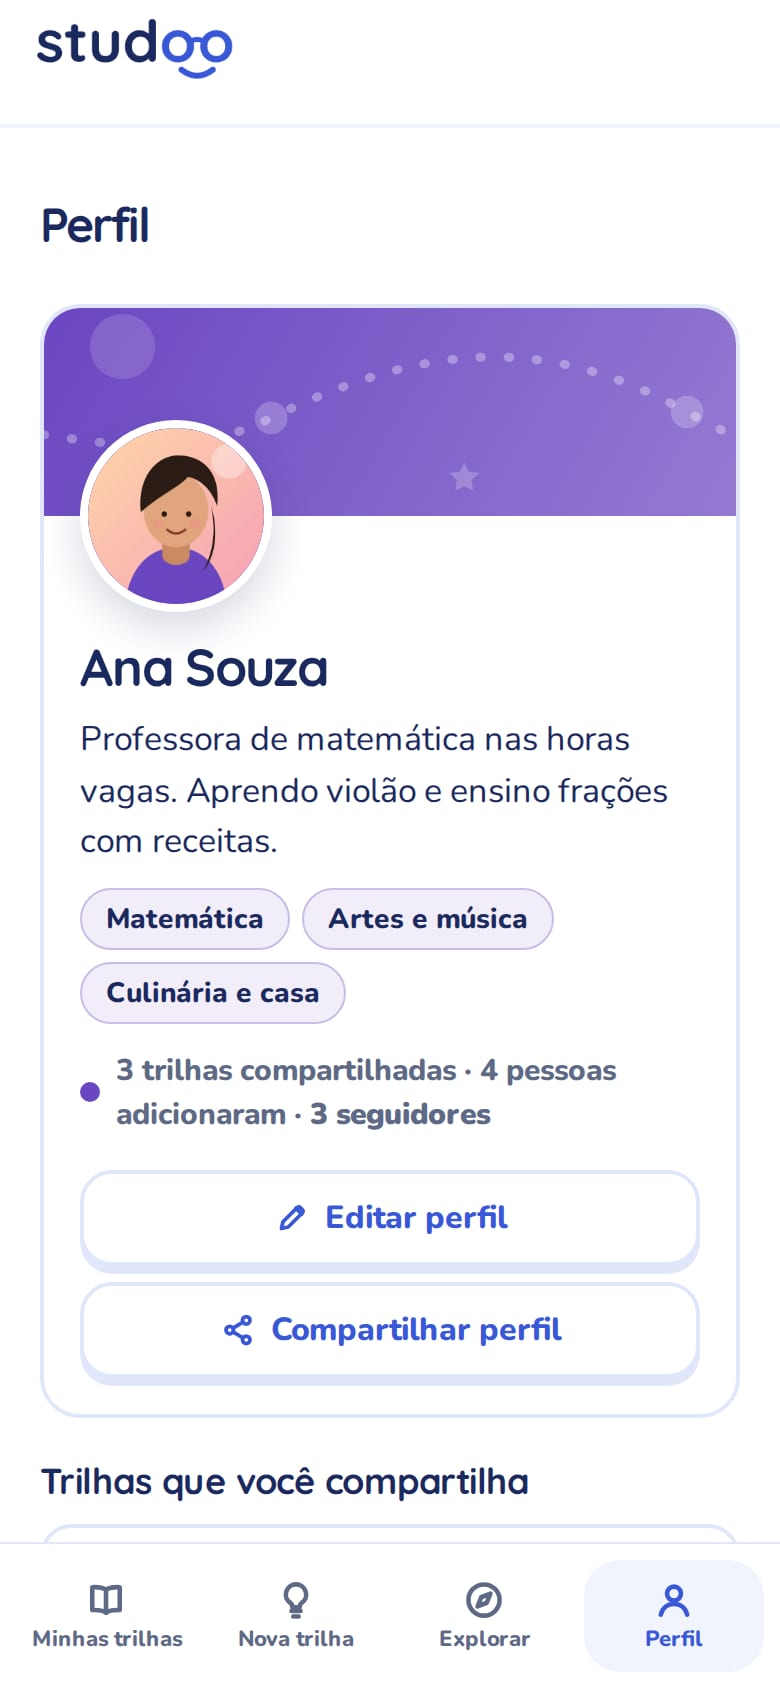 studoo
Perfil
Ana Souza
Professora de matemática nas horas
vagas. Aprendo violão e ensino frações
com receitas.
Matemática
Artes e música
Culinária e casa
3 trilhas compartilhadas · 4 pessoas
adicionaram · 3 seguidores
Editar perfil
Compartilhar perfil
Trilhas que você compartilha
Minhas trilhas
Nova trilha
Explorar
Perfil